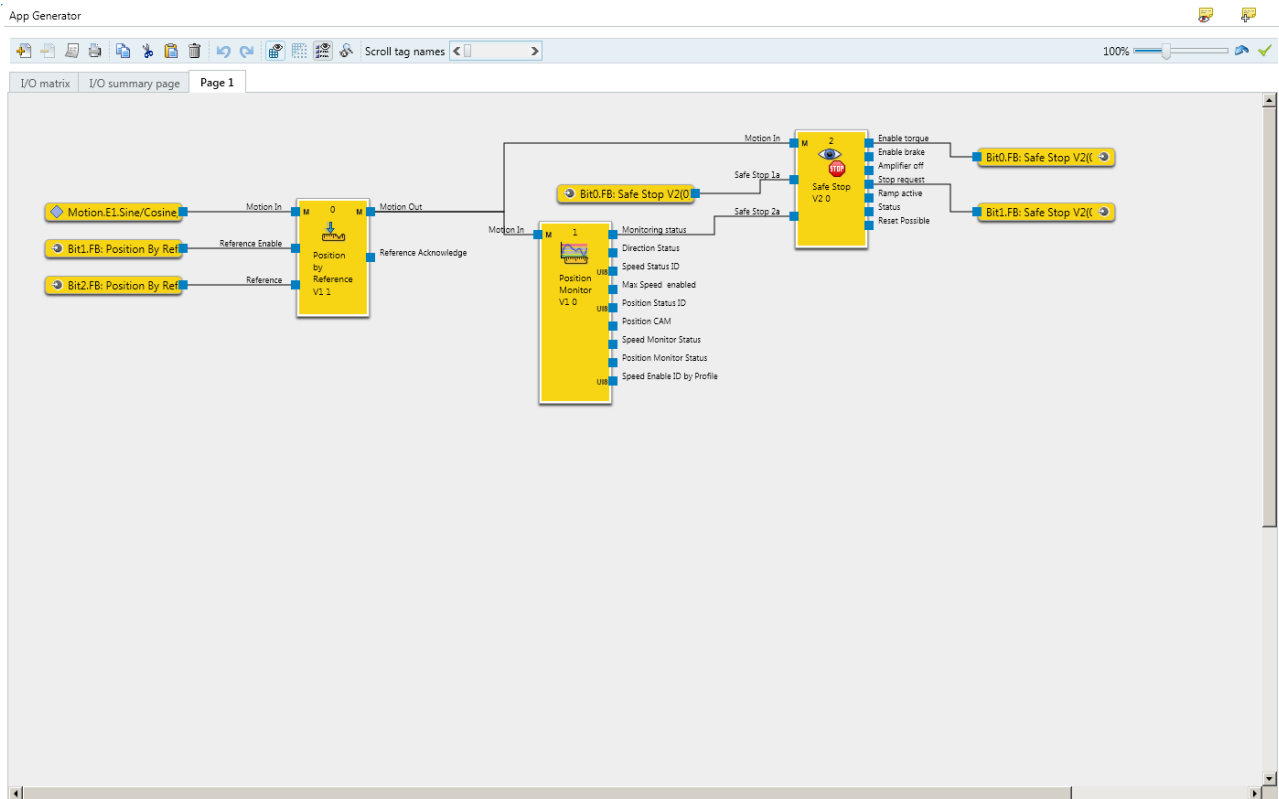 App Generator
Scroll tag names
100%
I/O matrix
I/O summary page
Page 1
Motion.E1.Sine/Cosine
Bit1.FB: Position By Ref
Bit2.FB: Position By Ref
Motion In
Reference Enable
Reference
M 0 M
Position
by
Reference
V1 1
Motion Out
Reference Acknowledge
Bit0.FB: Safe Stop V2(0
Motion In
M 1
Position
Monitor
V1 0
UI8
UI8
UI8
Monitoring status
Direction Status
Speed Status ID
Max Speed enabled
Position Status ID
Position CAM
Speed Monitor Status
Position Monitor Status
Speed Enable ID by Profile
Motion In
Safe Stop 1a
Safe Stop 2a
M 2
STOP
Safe Stop
V2 0
Enable torque
Enable brake
Amplifier off
Stop request
Ramp active
Status
Reset Possible
Bit0.FB: Safe Stop V2((
Bit1.FB: Safe Stop V2((